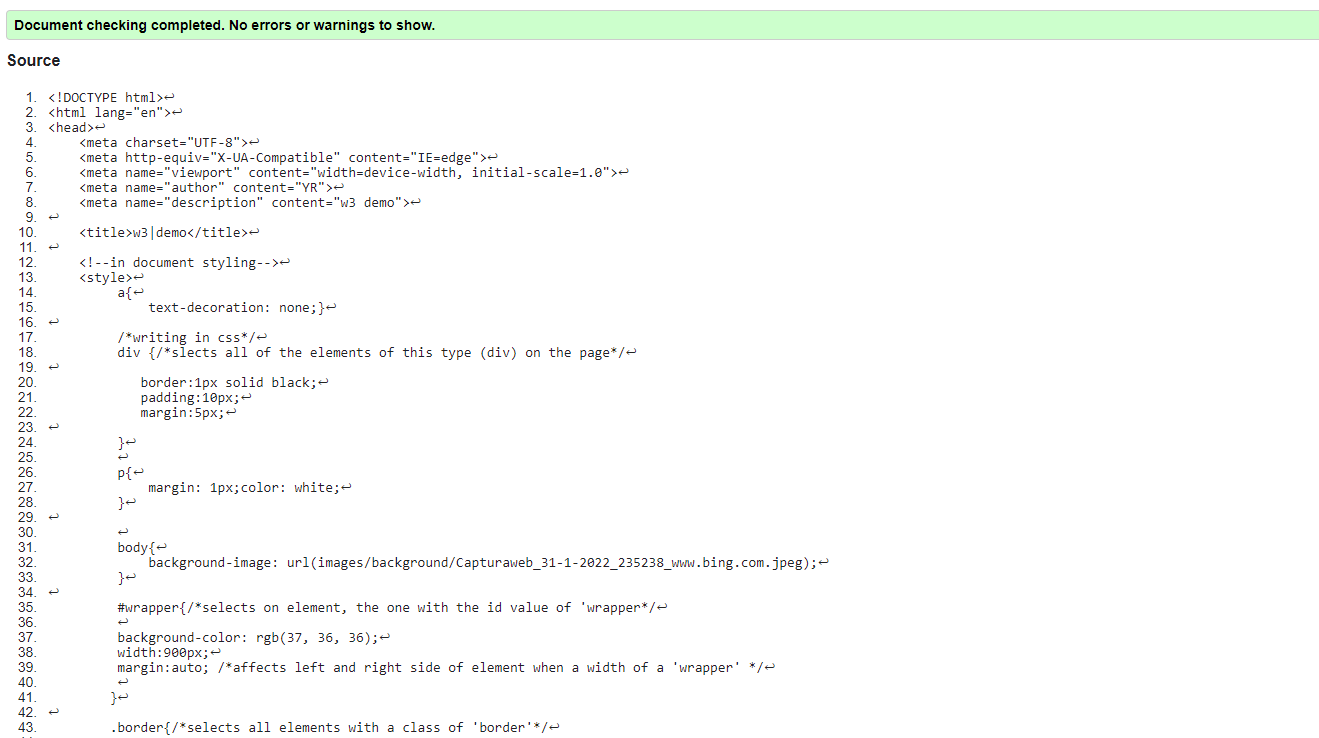 Document checking completed. No errors or warnings to show.
Source
1. <!DOCTYPE html>↩
2. <html lang="en">↩
3. <head>↩
4.     <meta charset="UTF-8">↩
5.     <meta http-equiv="X-UA-Compatible" content="IE=edge">↩
6.     <meta name="viewport" content="width=device-width, initial-scale=1.0">↩
7.     <meta name="author" content="YR">↩
8.     <meta name="description" content="w3 demo">↩
9. ↩
10.     <title>w3|demo</title>↩
11. ↩
12.     <!--in document styling-->↩
13.     <style>↩
14.          a{↩
15.              text-decoration: none;}↩
16. ↩
17.          /*writing in css*/↩
18.          div {/*slects all of the elements of this type (div) on the page*/↩
19. ↩
20.             border:1px solid black;↩
21.             padding:10px;↩
22.             margin:5px;↩
23. ↩
24.          }↩
25.          ↩
26.          p{↩
27.              margin: 1px;color: white;↩
28.          }↩
29. ↩
30.          ↩
31.          body{↩
32.              background-image: url(images/background/Capturaweb_31-1-2022_235238_www.bing.com.jpeg);↩
33.          }↩
34. ↩
35.          #wrapper{/*selects on element, the one with the id value of 'wrapper*/↩
36.          ↩
37.          background-color: rgb(37, 36, 36);↩
38.          width:900px;↩
39.          margin:auto; /*affects left and right side of element when a width of a 'wrapper' */↩
40.          ↩
41.         }↩
42. ↩
43.         .border{/*selects all elements with a class of 'border'*/↩